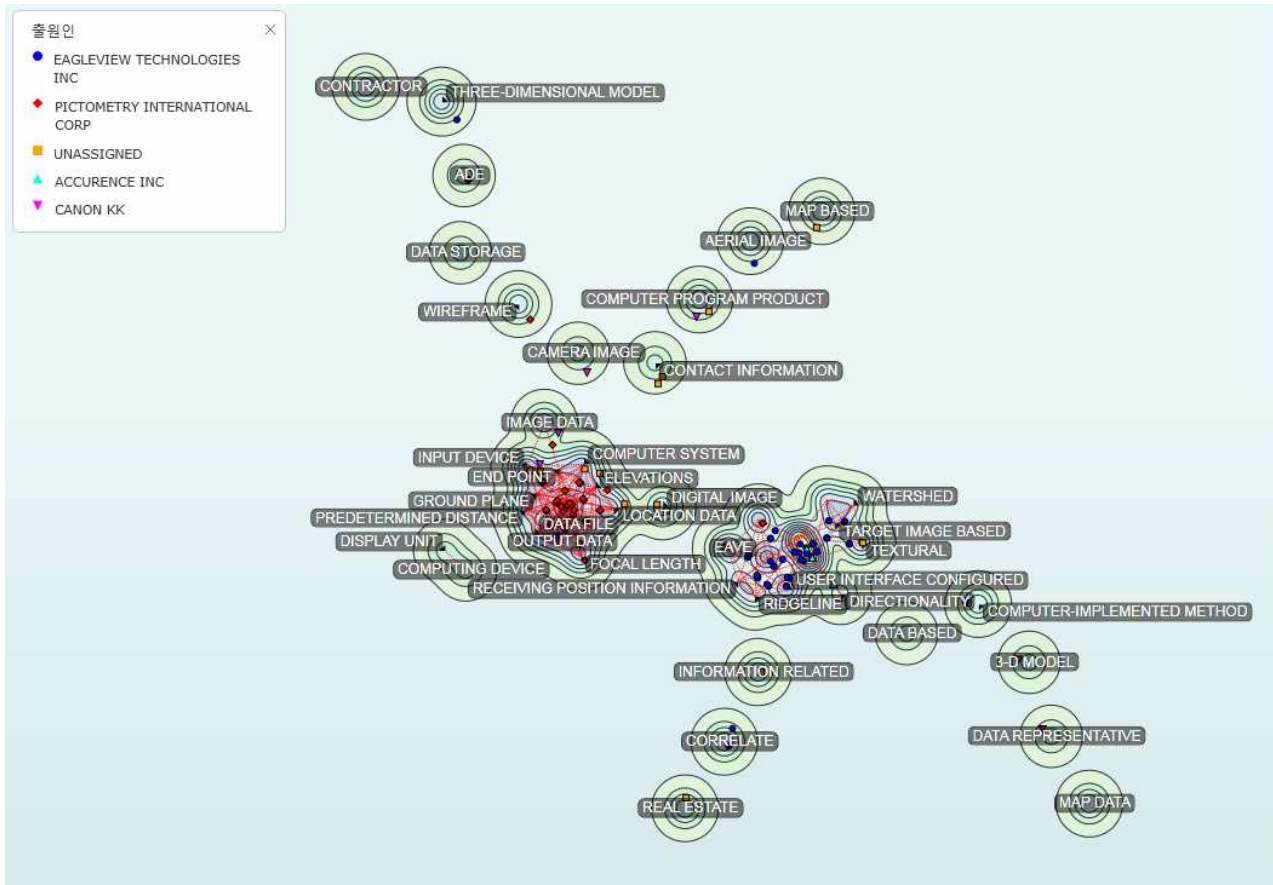 출원인
EAGLEVIEW TECHNOLOGIES
INC
PICTOMETRY INTERNATIONAL
CORP
UNASSIGNED
ACCURENCE INC
CANON KK
CONTRACTOR
THREE-DIMENSIONAL MODEL
ADE
MAP BASED
AERIAL IMAGE
DATA STORAGE
COMPUTER PROGRAM PRODUCT
WIREFRAME
CAMERA IMAGE
CONTACT INFORMATION
IMAGE DATA
INPUT DEVICE
COMPUTER SYSTEM
END POINT
ELEVATIONS
GROUND PLANE
DIGITAL IMAGE
WATERSHED
PREDETERMINED DISTANCE
DATA FILE
LOCATION DATA
TARGET IMAGE BASED
DISPLAY UNIT
OUTPUT DATA
EAVE
TEXTURAL
COMPUTING DEVICE
FOCAL LENGTH
RECEIVING POSITION INFORMATION
USER INTERFACE CONFIGURED
RIDGELINE
DIRECTIONALITY
COMPUTER-IMPLEMENTED METHOD
DATA BASED
3-D MODEL
INFORMATION RELATED
DATA REPRESENTATIVE
CORRELATE
MAP DATA
REAL ESTATE